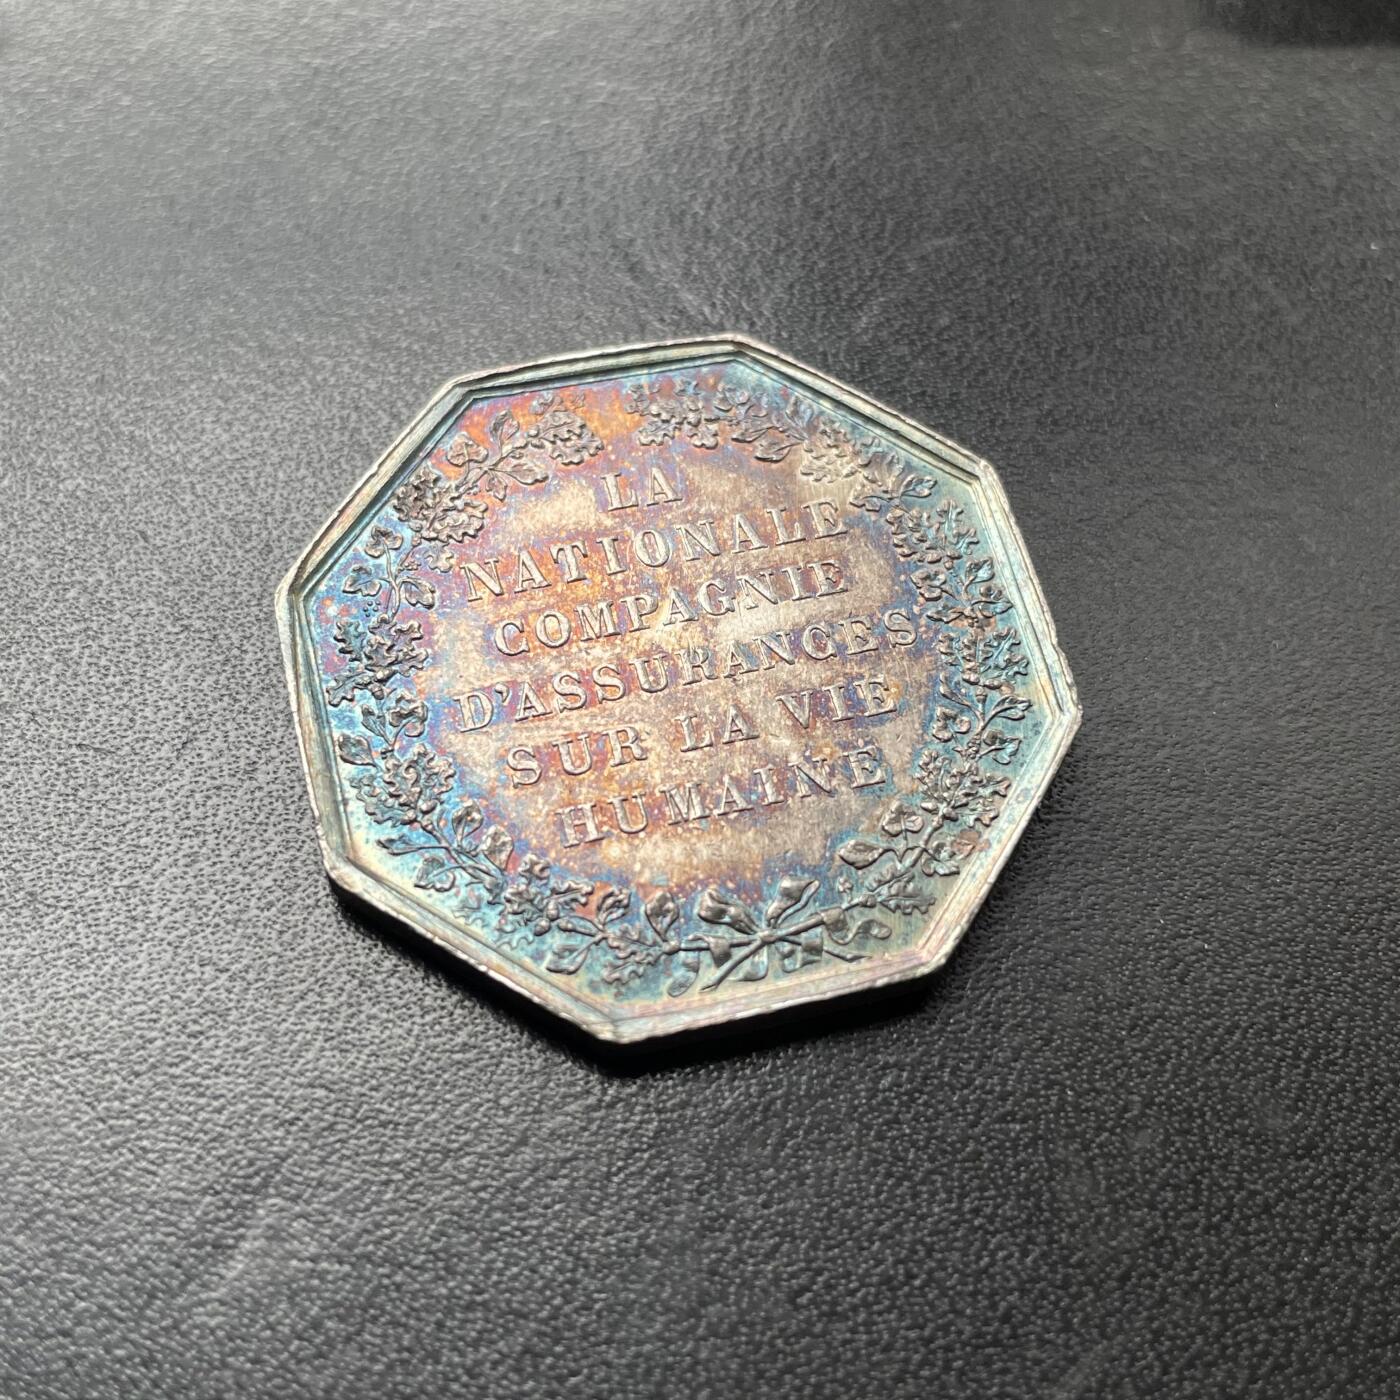 LA
NATIONALE
COMPAGNIE
D'ASSURANCES
SUR LA VIE
HUMAINE